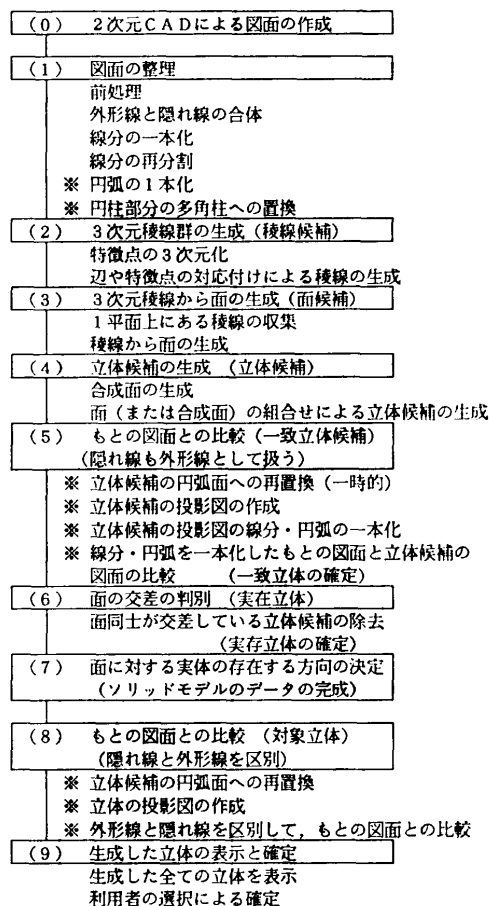 (0) 2次元CADによる図面の作成
(1) 図面の整理
前処理
外形線と隠れ線の合体
線分の一本化
線分の再分割
※ 円弧の1本化
※ 円柱部分の多角柱への置換
(2) 3次元稜線群の生成(稜線候補)
特徴点の3次元化
辺や特徴点の対応付けによる稜線の生成
(3) 3次元稜線から面の生成(面候補)
1平面上にある稜線の収集
稜線から面の生成
(4) 立体候補の生成 (立体候補)
合成面の生成
面(または合成面)の組合せによる立体候補の生成
(5) もとの図面との比較(一致立体候補)
(隠れ線も外形線として扱う)
※ 立体候補の円弧面への再置換(一時的)
※ 立体候補の投影図の作成
※ 立体候補の投影図の線分・円弧の一本化
※ 線分・円弧を一本化したもとの図面と立体候補の
図面の比較 (一致立体の確定)
(6) 面の交差の判別 (実在立体)
面同士が交差している立体候補の除去
(実存立体の確定)
(7) 面に対する実体の存在する方向の決定
(ソリッドモデルのデータの完成)
(8) もとの図面との比較 (対象立体)
(隠れ線と外形線を区別)
※ 立体候補の円弧面への再置換
※ 立体の投影図の作成
※ 外形線と隠れ線を区別して,もとの図面との比較
(9) 生成した立体の表示と確定
生成した全ての立体を表示
利用者の選択による確定